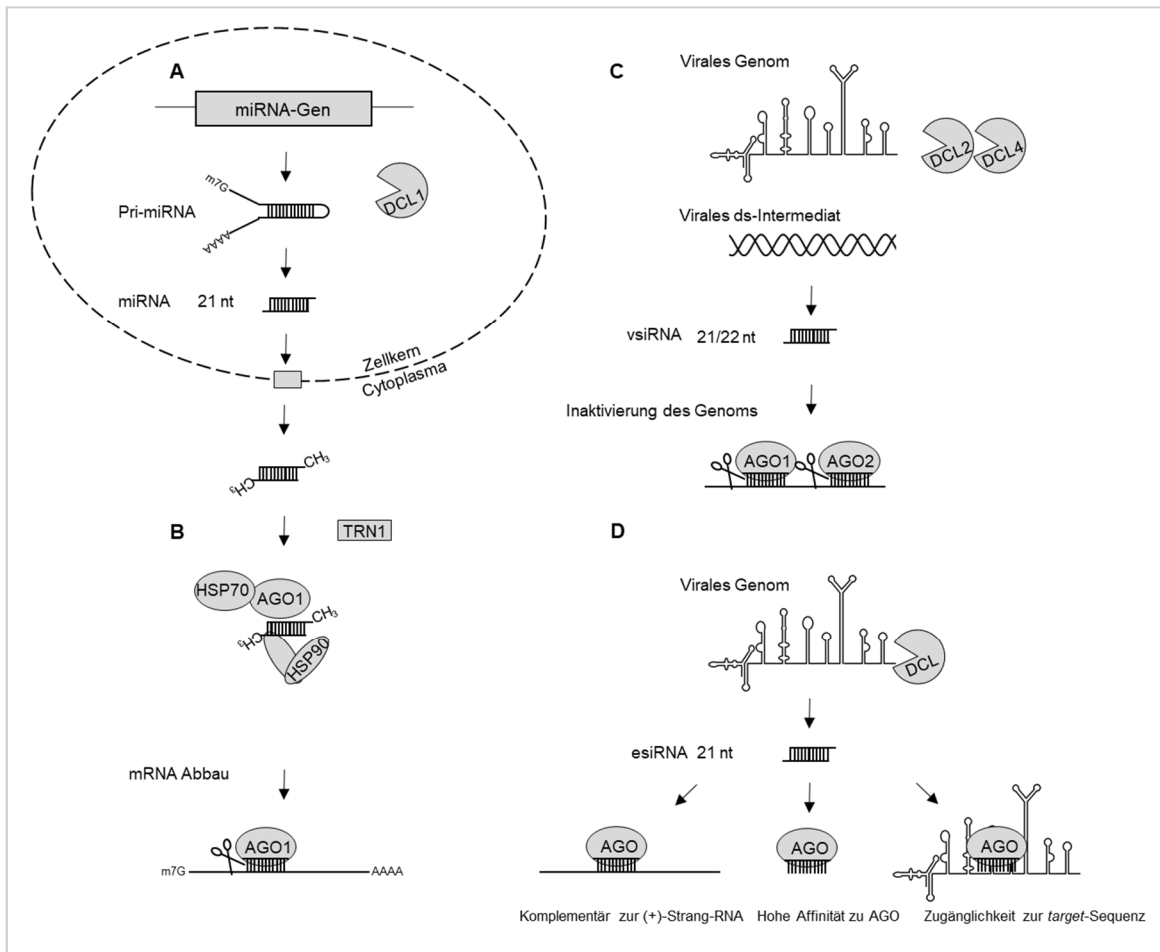 A
miRNA-Gen
m7G
DCL1
Pri-miRNA
AAAA
miRNA 21 nt
Zellkern
Cytoplasma
CH3
CH3
B
TRN1
HSP70
AGO1
CH3
CH3
HSP90
mRNA Abbau
AGO1
m7G
AAAA
C
Virales Genom
DCL2
DCL4
Virales ds-Intermediat
vsiRNA 21/22 nt
Inaktivierung des Genoms
AGO1
AGO2
D
Virales Genom
DCL
esiRNA 21 nt
AGO
AGO
AGO
Komplementär zur (+)-Strang-RNA
Hohe Affinität zu AGO
Zugänglichkeit zur target-Sequenz